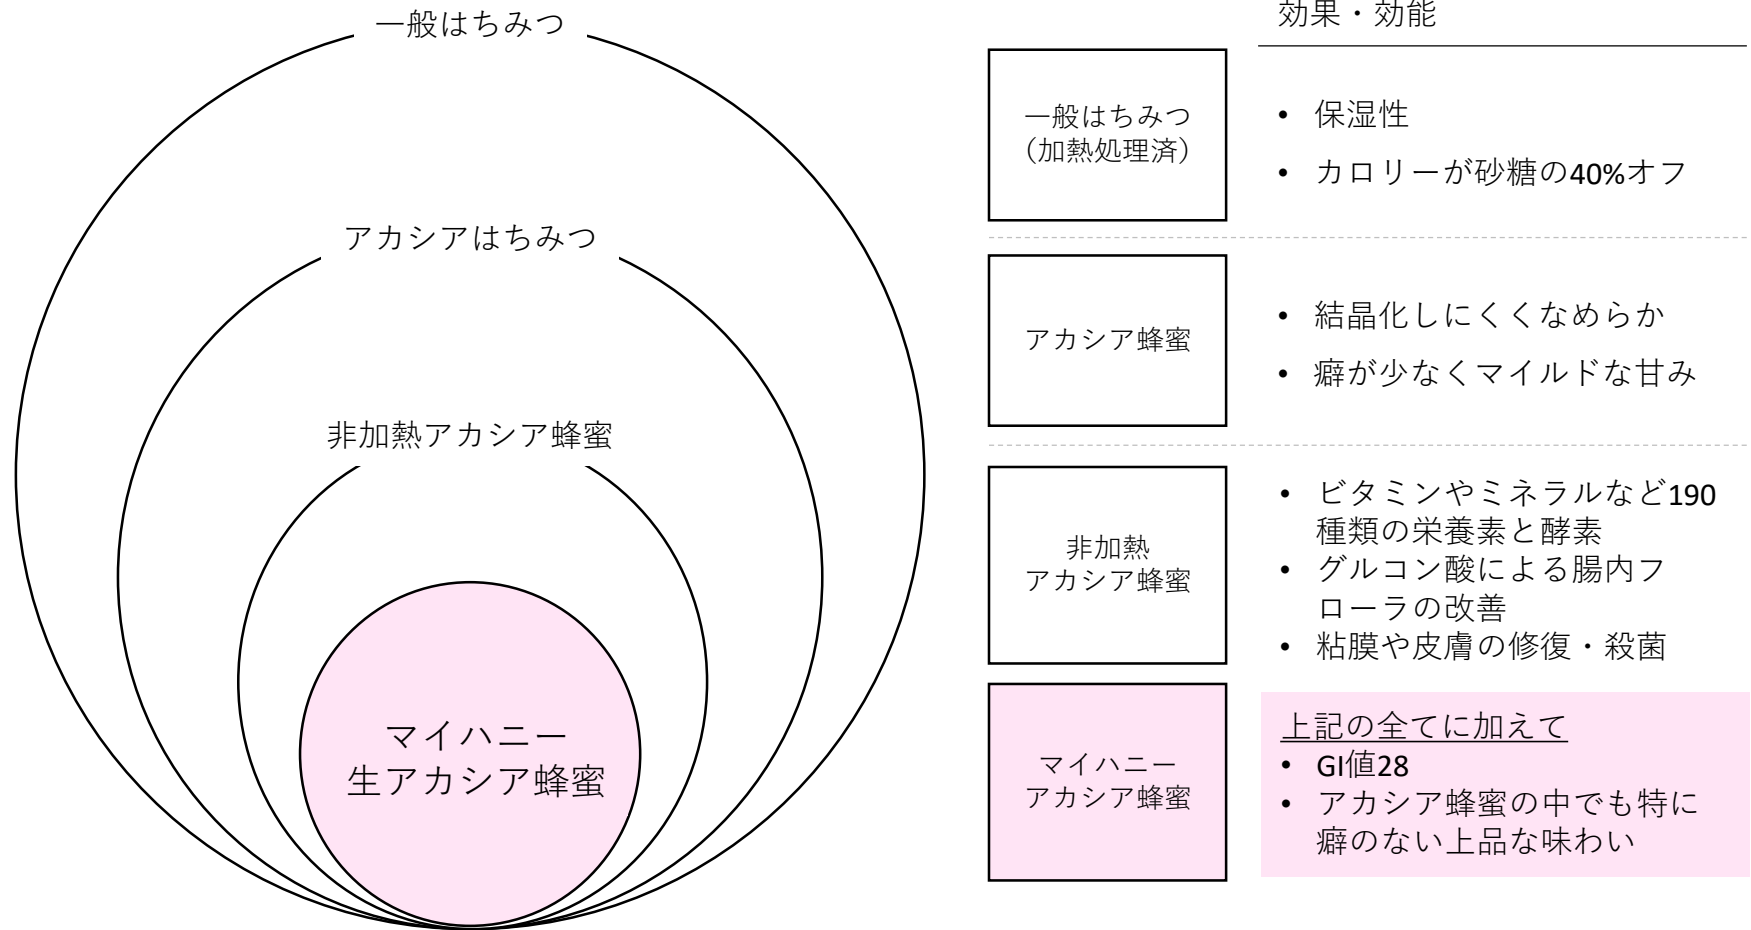 一般はちみつ
アカシアはちみつ
非加熱アカシア蜂蜜
マイハニー
生アカシア蜂蜜
効果・効能
一般はちみつ
（加熱処理済）
• 保湿性
• カロリーが砂糖の40%オフ
アカシア蜂蜜
• 結晶化しにくくなめらか
• 癖が少なくマイルドな甘み
非加熱
アカシア蜂蜜
• ビタミンやミネラルなど190
種類の栄養素と酵素
• グルコン酸による腸内フ
ローラの改善
• 粘膜や皮膚の修復・殺菌
マイハニー
アカシア蜂蜜
上記の全てに加えて
• GI値28
• アカシア蜂蜜の中でも特に
癖のない上品な味わい